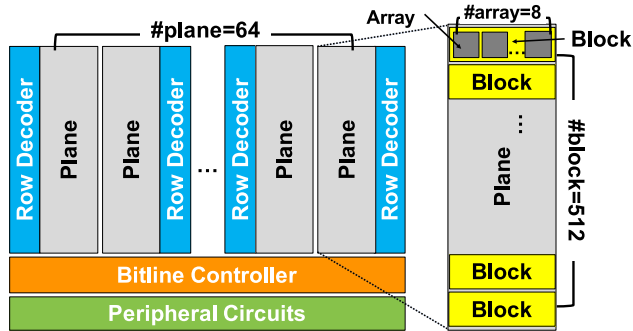 #plane=64
Row Decoder
Plane
Plane
Row Decoder
...
Row Decoder
Plane
Plane
Row Decoder
Bitline Controller
Peripheral Circuits
#array=8
Array
Block
...
Block
...
Plane
#block=512
Block
Block